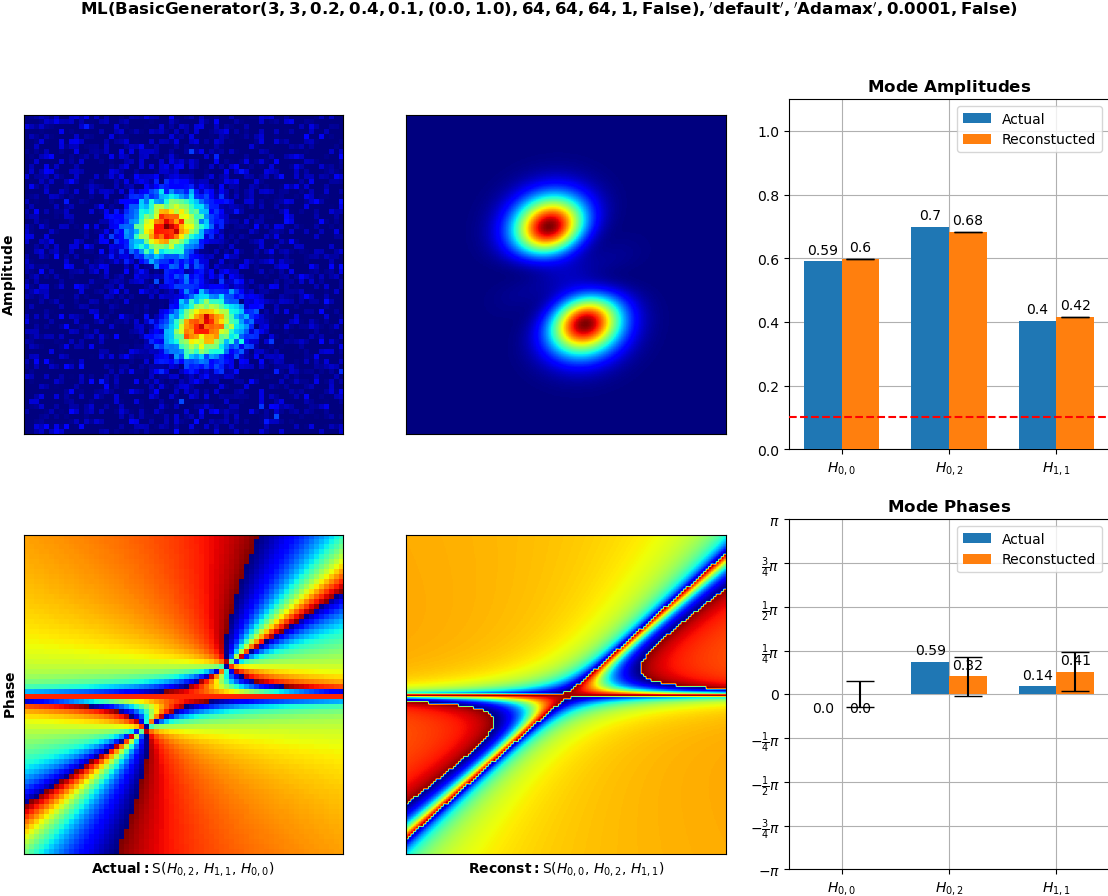 ML(BasicGenerator(3, 3, 0.2, 0.4, 0.1, (0.0, 1.0), 64, 64, 64, 1, False), 'default', 'Adamax', 0.0001, False)
Amplitude
Mode Amplitudes
Actual
Reconstucted
1.0
0.8
0.6
0.4
0.2
0.0
0.59
0.6
0.7
0.68
0.4
0.42
H0,0
H0,2
H1,1
Phase
Actual: S(H0,2, H1,1, H0,0)
Reconst: S(H0,0, H0,2, H1,1)
Mode Phases
Actual
Reconstucted
π
3/4π
1/2π
1/4π
0
−1/4π
−1/2π
−3/4π
−π
0.0
0.0
0.59
0.32
0.14
0.41
H0,0
H0,2
H1,1